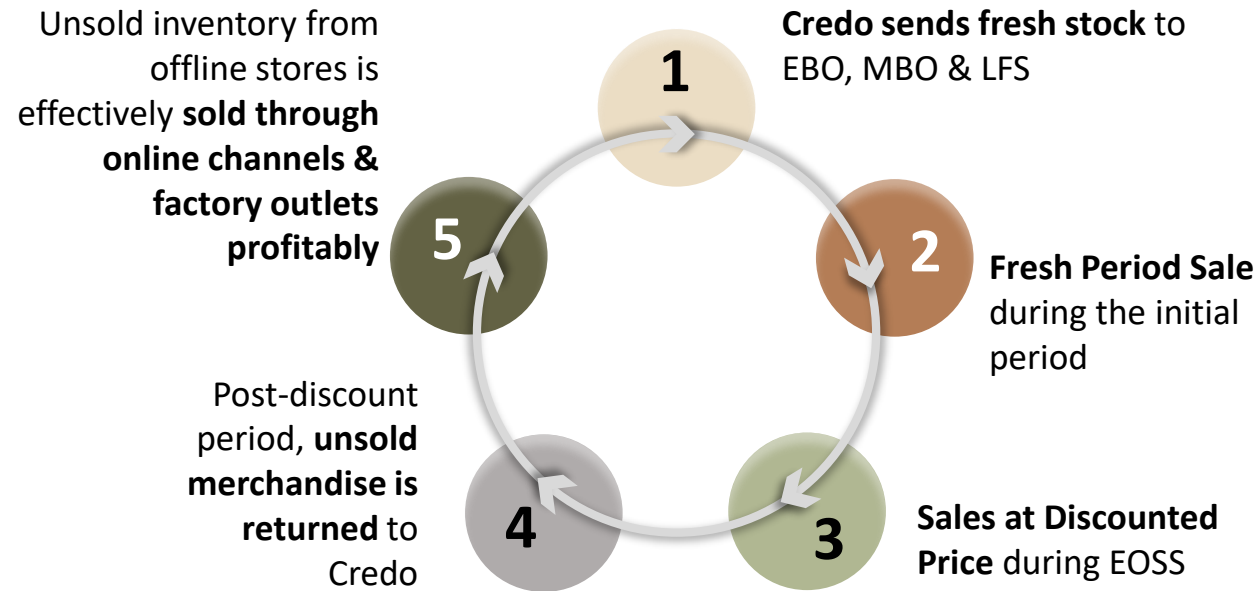 1
Credo sends fresh stock to
EBO, MBO & LFS
2
Fresh Period Sale
during the initial
period
3
Sales at Discounted
Price during EOSS
4
Post-discount
period, unsold
merchandise is
returned to
Credo
5
Unsold inventory from
offline stores is
effectively sold through
online channels &
factory outlets
profitably